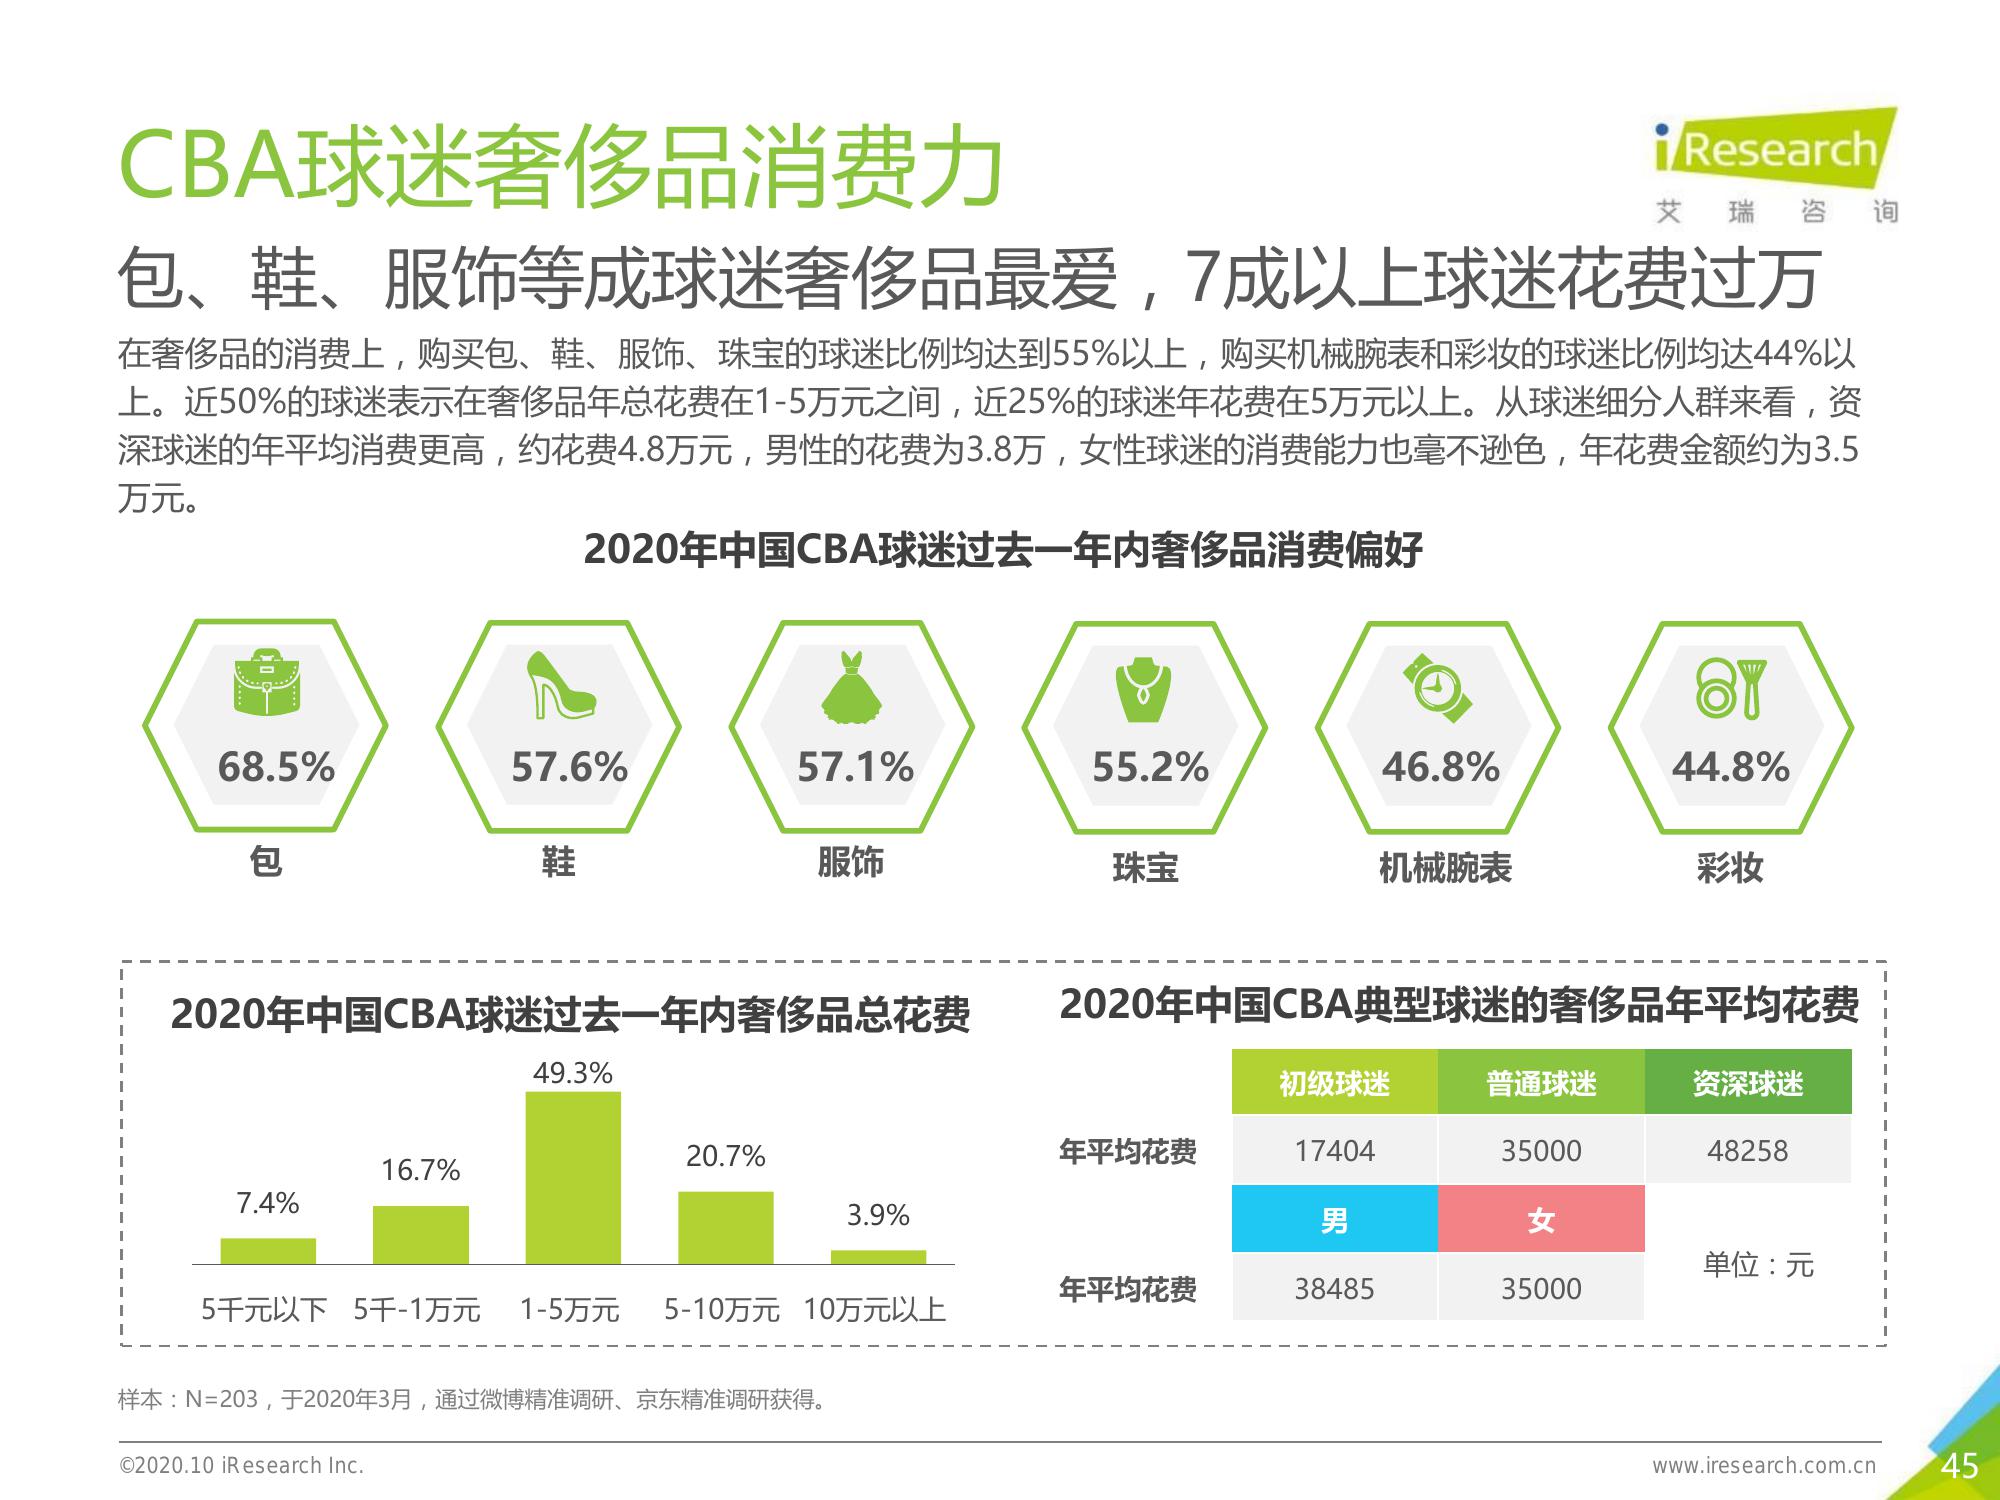 CBA球迷奢侈品消费力
iResearch
艾瑞咨询
包、鞋、服饰等成球迷奢侈品最爱，7成以上球迷花费过万
在奢侈品的消费上，购买包、鞋、服饰、珠宝的球迷比例均达到55%以上，购买机械腕表和彩妆的球迷比例均达44%以
上。近50%的球迷表示在奢侈品年总花费在1-5万元之间，近25%的球迷年花费在5万元以上。从球迷细分人群来看，资
深球迷的年平均消费更高，约花费4.8万元，男性的花费为3.8万，女性球迷的消费能力也毫不逊色，年花费金额约为3.5
万元。
2020年中国CBA球迷过去一年内奢侈品消费偏好
68.5% 57.6% 57.1% 55.2% 46.8% 44.8%
包 鞋 服饰 珠宝 机械腕表 彩妆
2020年中国CBA球迷过去一年内奢侈品总花费
7.4% 16.7% 49.3% 20.7% 3.9%
5千元以下 5千-1万元 1-5万元 5-10万元 10万元以上
2020年中国CBA典型球迷的奢侈品年平均花费
初级球迷 普通球迷 资深球迷
年平均花费 17404 35000 48258
男 女
年平均花费 38485 35000
单位：元
样本：N=203，于2020年3月，通过微博精准调研、京东精准调研获得。
©2020.10 iResearch Inc.
www.iresearch.com.cn
45